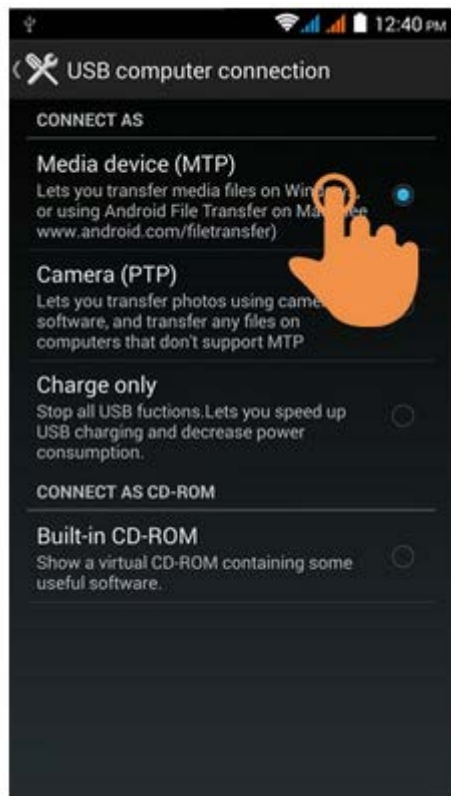 12:40 PM
USB computer connection
CONNECT AS
Media device (MTP)
Lets you transfer media files on
or using Android File Transfer on
www.android.com/filetransfer)
Camera (PTP)
Lets you transfer photos using
software, and transfer any files on
computers that don't support MTP
Charge only
Stop all USB fuctions.Lets you speed up
USB charging and decrease power
consumption.
CONNECT AS CD-ROM
Built-in CD-ROM
Show a virtual CD-ROM containing some
useful software.